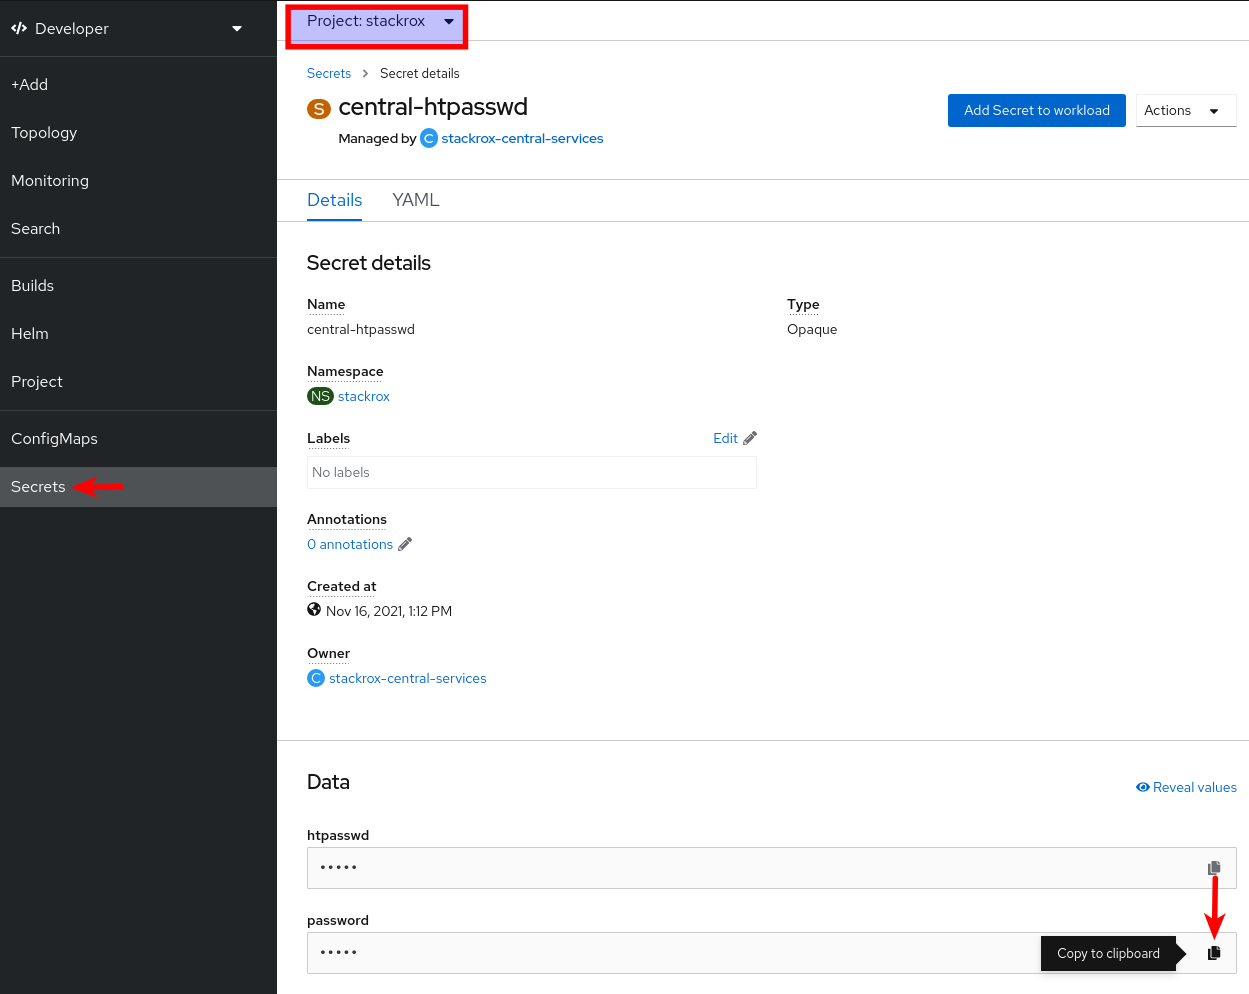 Developer
+Add
Topology
Monitoring
Search
Builds
Helm
Project
ConfigMaps
Secrets
Project: stackrox
Secrets > Secret details
S central-htpasswd
Managed by C stackrox-central-services
Add Secret to workload
Actions
Details YAML
Secret details
Name
central-htpasswd
Type
Opaque
Namespace
NS stackrox
Labels
Edit
No labels
Annotations
0 annotations
Created at
Nov 16, 2021, 1:12 PM
Owner
C stackrox-central-services
Data
Reveal values
htpasswd
•••••
password
•••••
Copy to clipboard